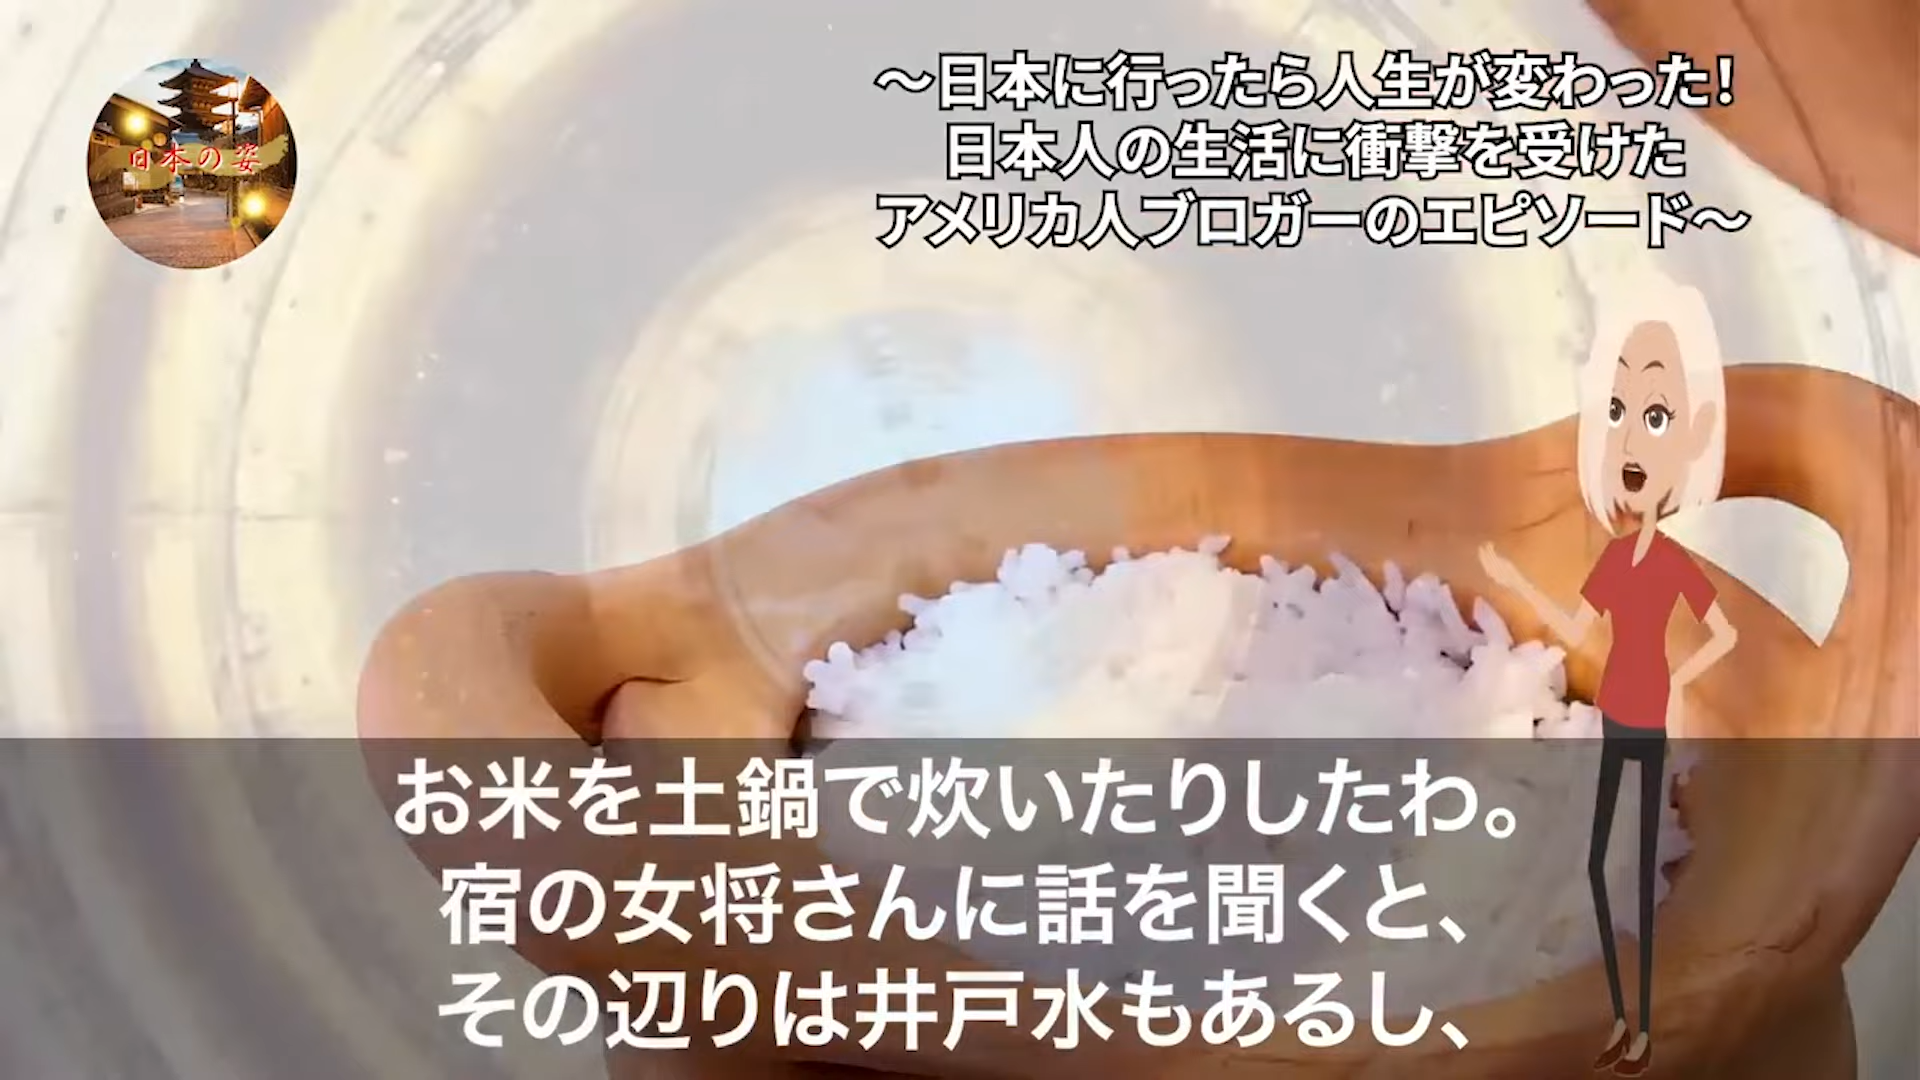 日本の姿
～日本に行ったら人生が変わった！
日本人の生活に衝撃を受けた
アメリカ人ブロガーのエピソード～
お米を土鍋で炊いたりしたわ。
宿の女将さんに話を聞くと、
その辺りは井戸水もあるし、